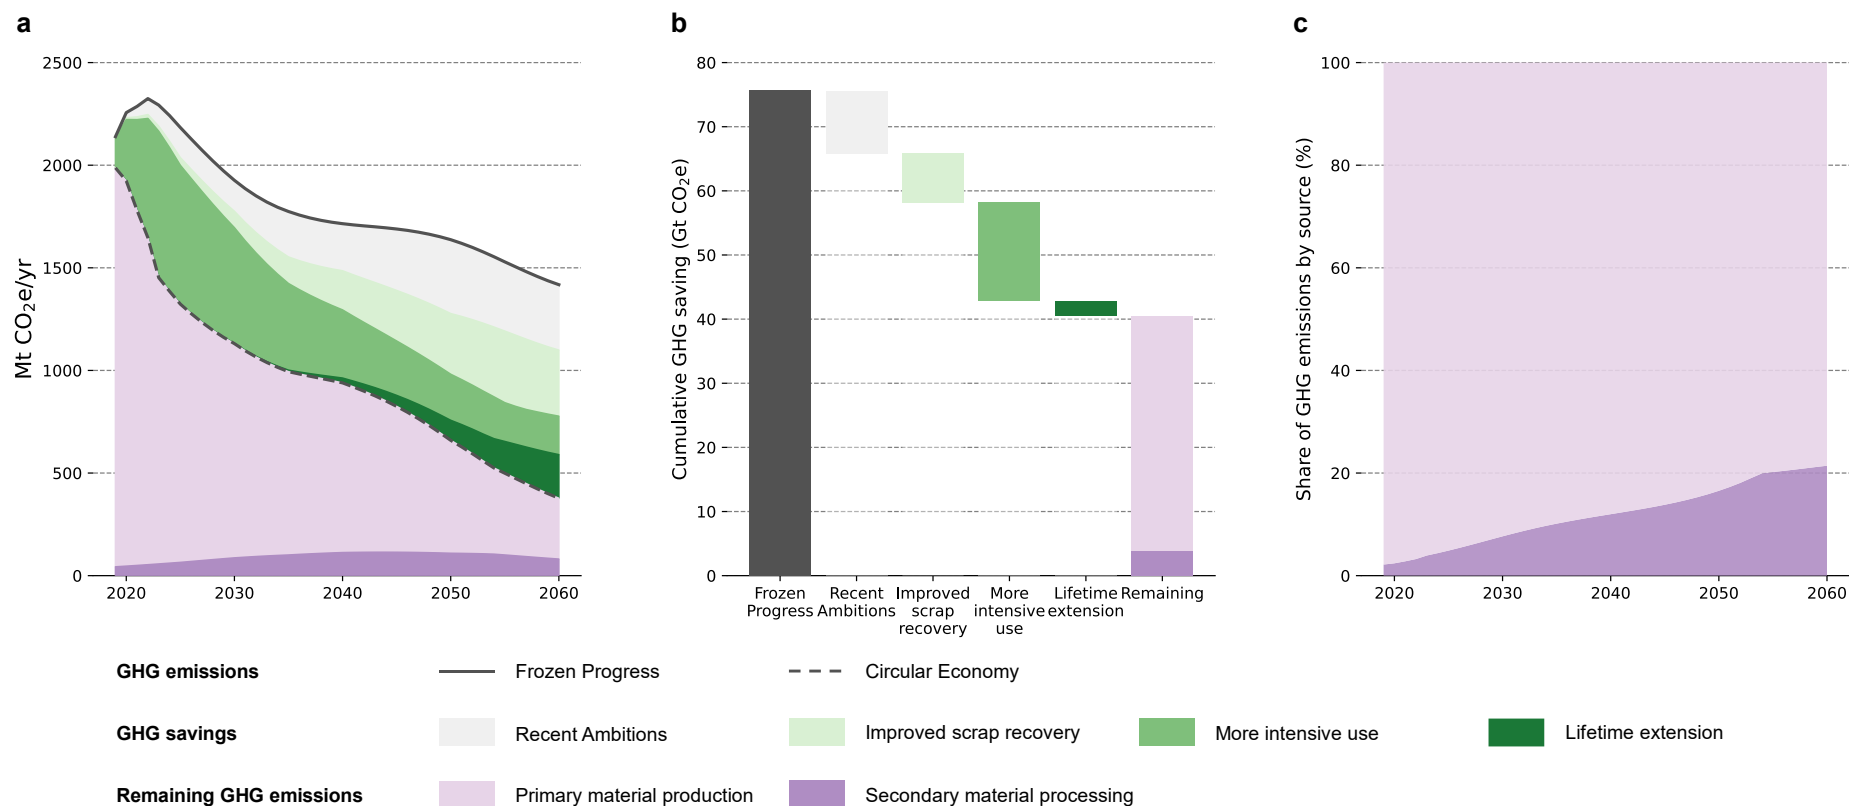 a
2500
2000
1500
1000
500
0
Mt CO₂e/yr
2020 2030 2040 2050 2060
b
80
70
60
50
40
30
20
10
0
Cumulative GHG saving (Gt CO₂e)
Frozen Progress
Recent Ambitions
Improved scrap recovery
More intensive use
Lifetime extension
Remaining
c
100
80
60
40
20
0
Share of GHG emissions by source (%)
2020 2030 2040 2050 2060
GHG emissions Frozen Progress Circular Economy
GHG savings Recent Ambitions Improved scrap recovery More intensive use Lifetime extension
Remaining GHG emissions Primary material production Secondary material processing